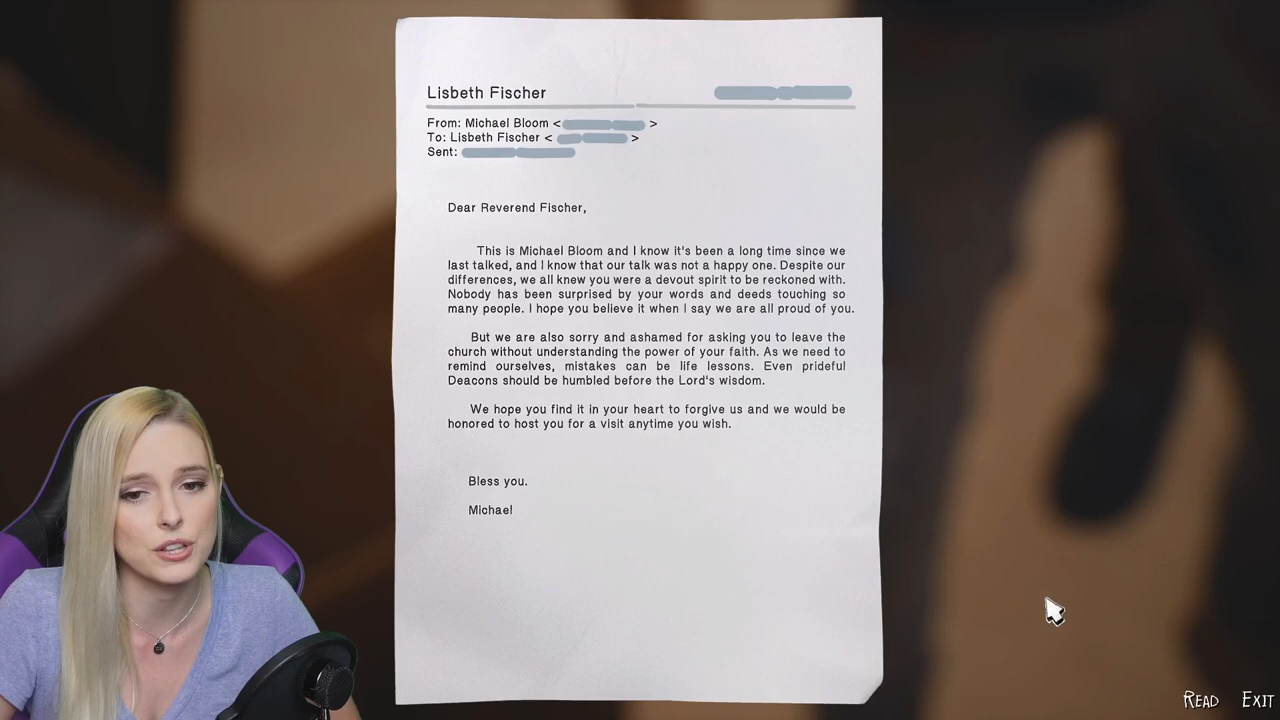 Lisbeth Fischer
From: Michael Bloom < >
To: Lisbeth Fischer < >
Sent:
Dear Reverend Fischer,
This is Michael Bloom and I know it's been a long time since we
last talked, and I know that our talk was not a happy one. Despite our
differences, we all knew you were a devout spirit to be reckoned with.
Nobody has been surprised by your words and deeds touching so
many people. I hope you believe it when I say we are all proud of you.
But we are also sorry and ashamed for asking you to leave the
church without understanding the power of your faith. As we need to
remind ourselves, mistakes can be life lessons. Even prideful
Deacons should be humbled before the Lord's wisdom.
We hope you find it in your heart to forgive us and we would be
honored to host you for a visit anytime you wish.
Bless you.
Michael
READ EXIT